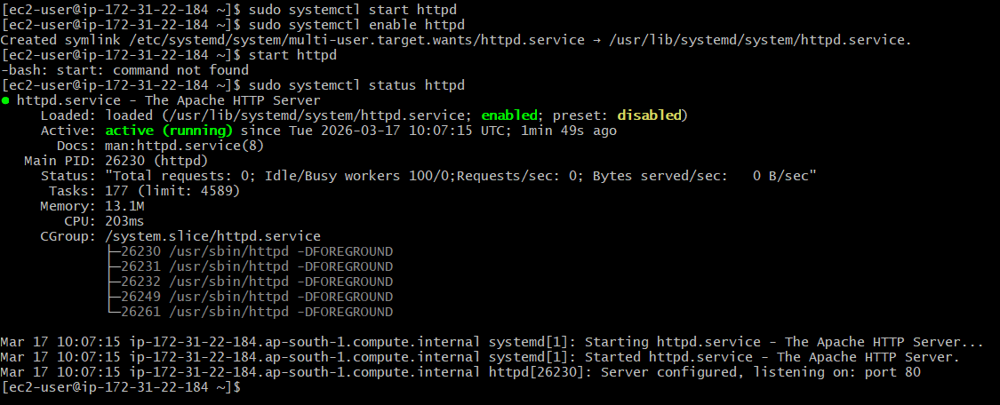 [ec2-user@ip-172-31-22-184 ~]$ sudo systemctl start httpd
[ec2-user@ip-172-31-22-184 ~]$ sudo systemctl enable httpd
Created symlink /etc/systemd/system/multi-user.target.wants/httpd.service → /usr/lib/systemd/system/httpd.service.
[ec2-user@ip-172-31-22-184 ~]$ start httpd
-bash: start: command not found
[ec2-user@ip-172-31-22-184 ~]$ sudo systemctl status httpd
● httpd.service - The Apache HTTP Server
     Loaded: loaded (/usr/lib/systemd/system/httpd.service; enabled; preset: disabled)
     Active: active (running) since Tue 2026-03-17 10:07:15 UTC; 1min 49s ago
       Docs: man:httpd.service(8)
   Main PID: 26230 (httpd)
     Status: "Total requests: 0; Idle/Busy workers 100/0;Requests/sec: 0; Bytes served/sec:   0 B/sec"
      Tasks: 177 (limit: 4589)
     Memory: 13.1M
        CPU: 203ms
     CGroup: /system.slice/httpd.service
             ├─26230 /usr/sbin/httpd -DFOREGROUND
             ├─26231 /usr/sbin/httpd -DFOREGROUND
             ├─26232 /usr/sbin/httpd -DFOREGROUND
             ├─26249 /usr/sbin/httpd -DFOREGROUND
             └─26261 /usr/sbin/httpd -DFOREGROUND

Mar 17 10:07:15 ip-172-31-22-184.ap-south-1.compute.internal systemd[1]: Starting httpd.service - The Apache HTTP Server...
Mar 17 10:07:15 ip-172-31-22-184.ap-south-1.compute.internal systemd[1]: Started httpd.service - The Apache HTTP Server.
Mar 17 10:07:15 ip-172-31-22-184.ap-south-1.compute.internal httpd[26230]: Server configured, listening on: port 80
[ec2-user@ip-172-31-22-184 ~]$